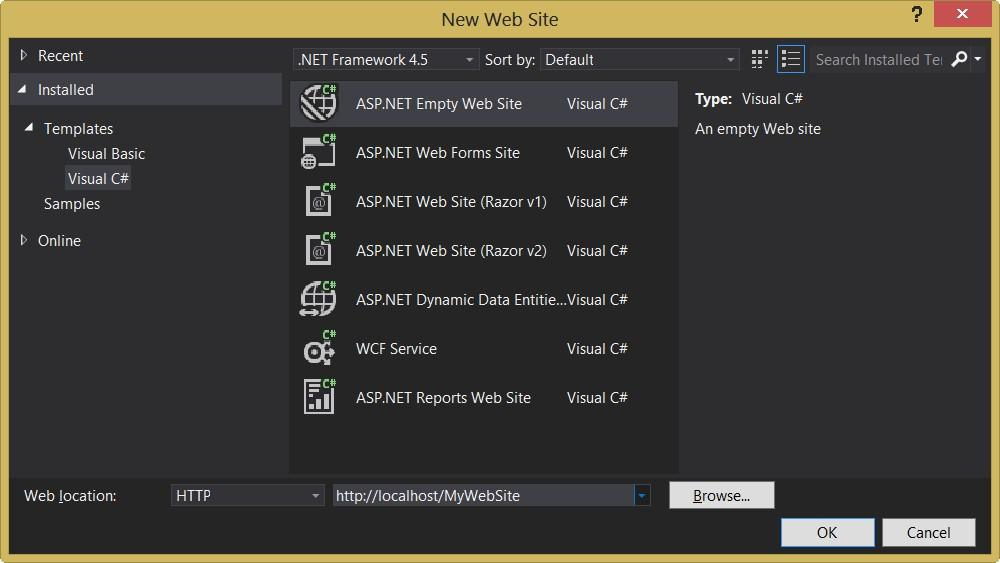 New Web Site
?
Recent
Installed
Templates
Visual Basic
Visual C#
Samples
Online
.NET Framework 4.5
Sort by: Default
Search Installed Te
C# ASP.NET Empty Web Site Visual C#
C# ASP.NET Web Forms Site Visual C#
C# @ ASP.NET Web Site (Razor v1) Visual C#
C# @ ASP.NET Web Site (Razor v2) Visual C#
C# ASP.NET Dynamic Data Entitie... Visual C#
C# WCF Service Visual C#
C# ASP.NET Reports Web Site Visual C#
Type: Visual C#
An empty Web site
Web location: HTTP http://localhost/MyWebSite Browse...
OK Cancel